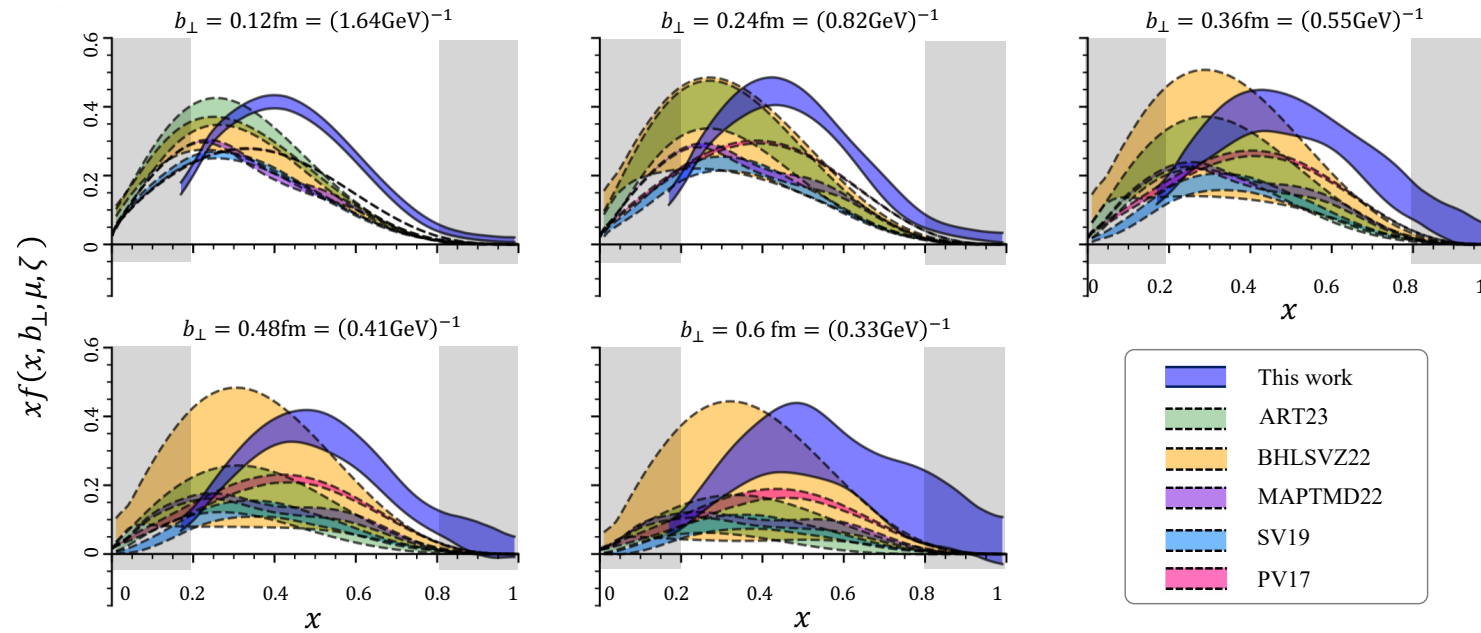 b⊥ = 0.12fm = (1.64GeV)⁻¹
b⊥ = 0.24fm = (0.82GeV)⁻¹
b⊥ = 0.36fm = (0.55GeV)⁻¹
0.6
0.4
0.2
0
0 0.2 0.4 0.6 0.8 1
x
xf(x, b⊥, μ, ζ)
b⊥ = 0.48fm = (0.41GeV)⁻¹
b⊥ = 0.6 fm = (0.33GeV)⁻¹
0.6
0.4
0.2
0
0 0.2 0.4 0.6 0.8 1
x
0 0.2 0.4 0.6 0.8 1
x
This work
ART23
BHLSVZ22
MAPTMD22
SV19
PV17